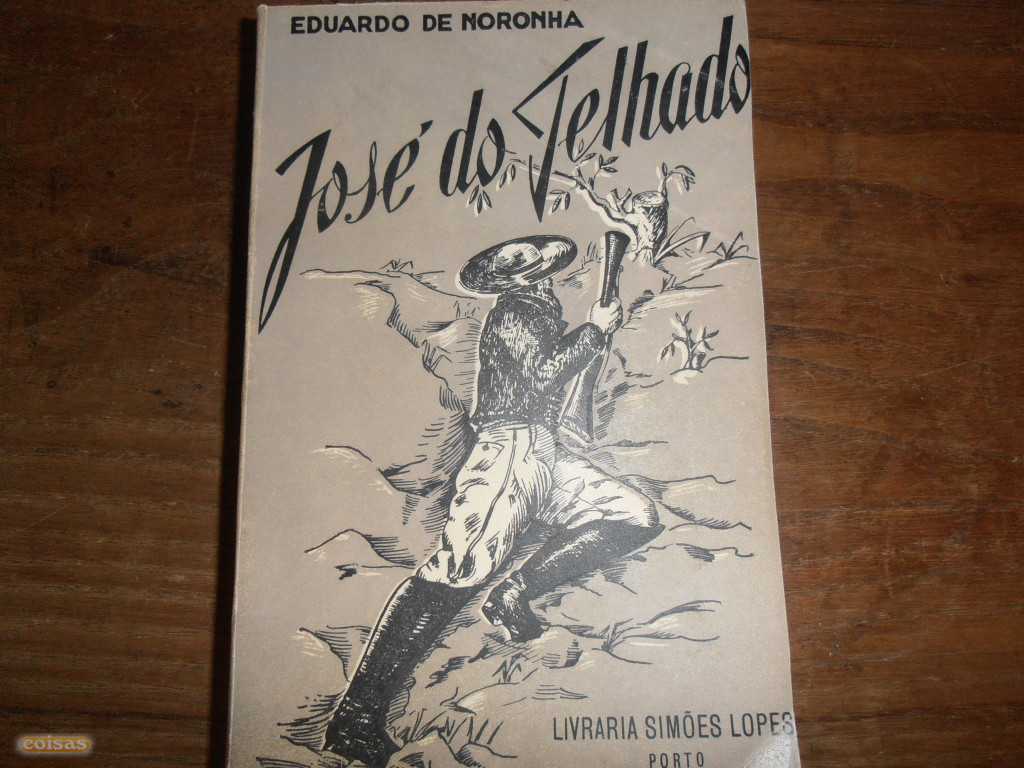 EDUARDO DE NORONHA
José do Telhado
LIVRARIA SIMÕES LOPES
PORTO
coisas